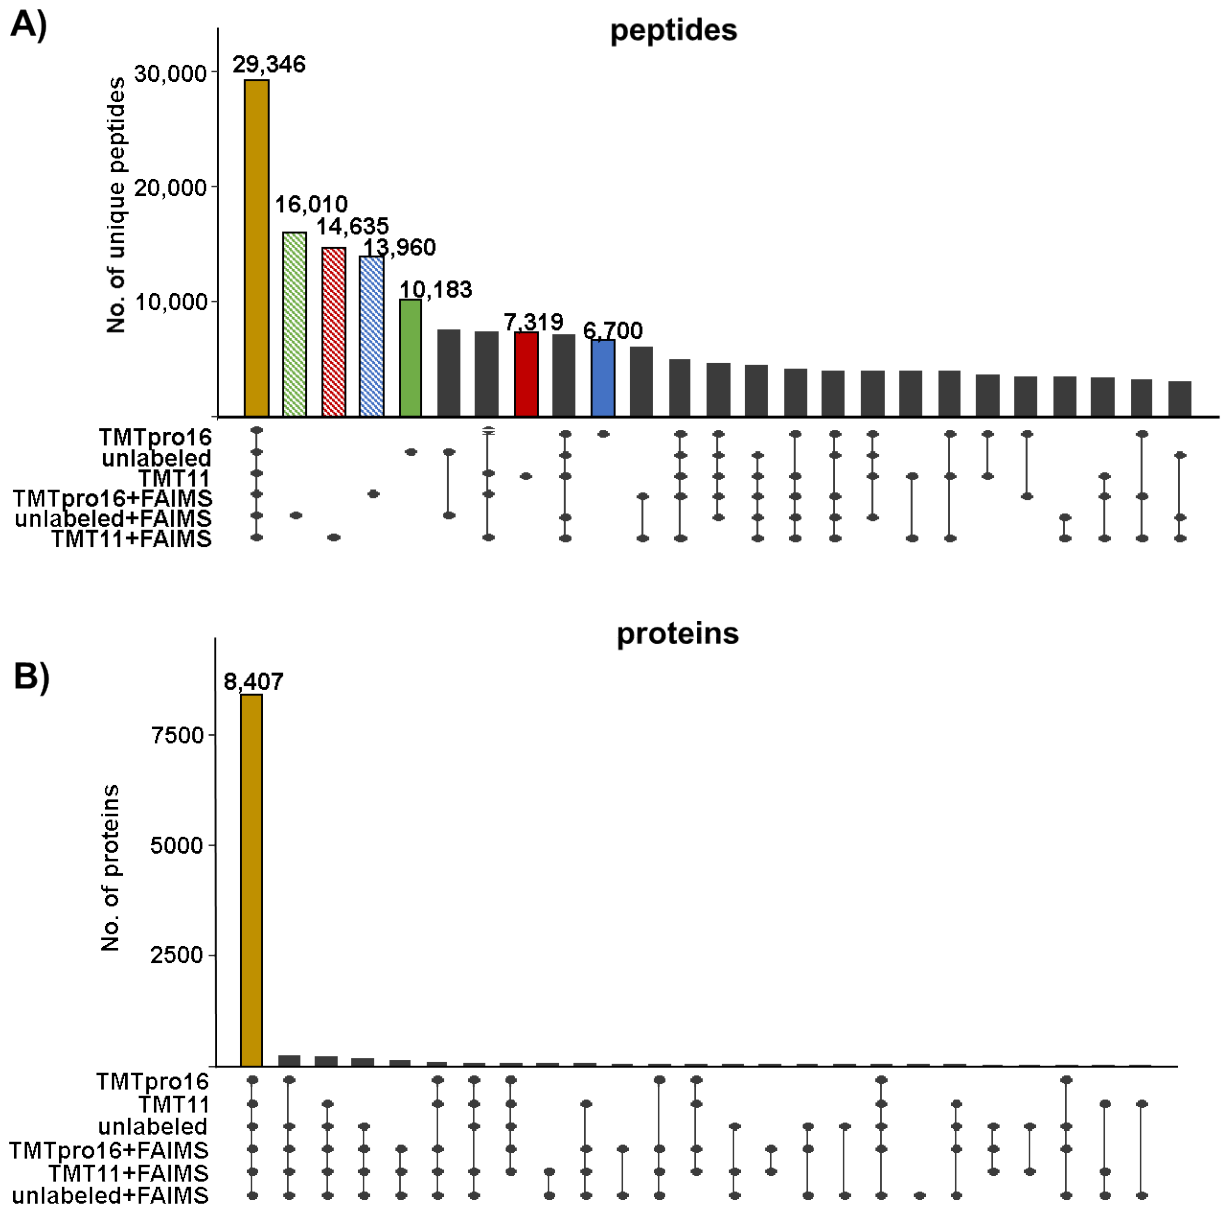 A)
peptides
No. of unique peptides
30,000
20,000
10,000
29,346
16,010
14,635
13,960
10,183
7,319
6,700
TMTpro16
unlabeled
TMT11
TMTpro16+FAIMS
unlabeled+FAIMS
TMT11+FAIMS
B)
proteins
No. of proteins
7500
5000
2500
8,407
TMTpro16
TMT11
unlabeled
TMTpro16+FAIMS
TMT11+FAIMS
unlabeled+FAIMS